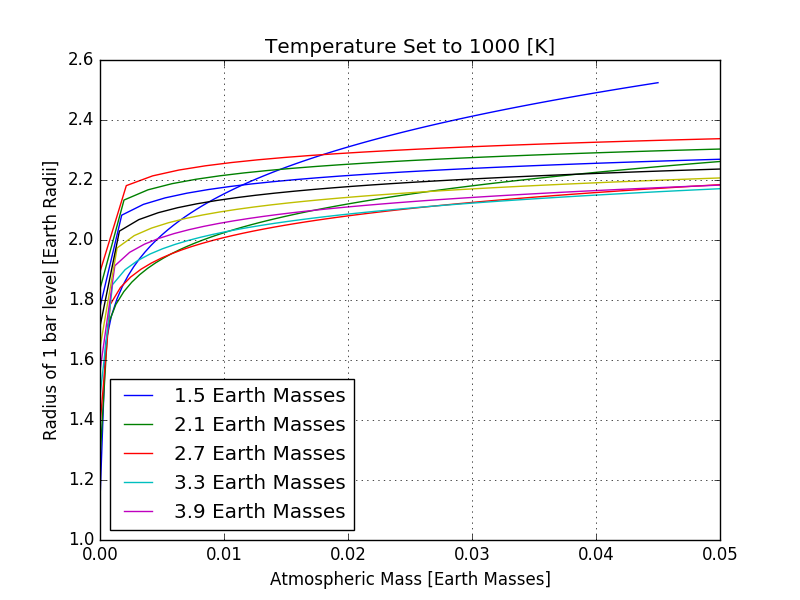 Temperature Set to 1000 [K]
2.6
2.4
2.2
2.0
1.8
1.6
1.4
1.2
1.0
Radius of 1 bar level [Earth Radii]
1.5 Earth Masses
2.1 Earth Masses
2.7 Earth Masses
3.3 Earth Masses
3.9 Earth Masses
0.00 0.01 0.02 0.03 0.04 0.05
Atmospheric Mass [Earth Masses]